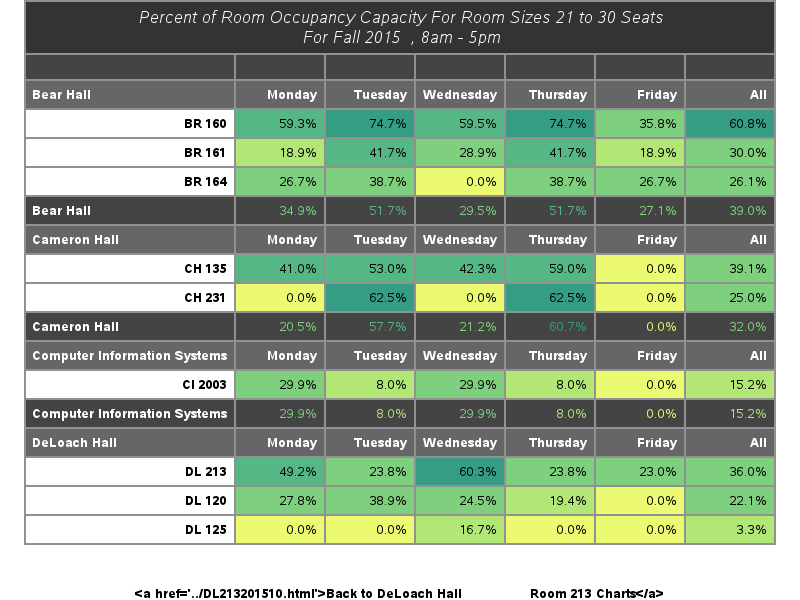 Percent of Room Occupancy Capacity For Room Sizes 21 to 30 Seats
For Fall 2015 , 8am - 5pm
Bear Hall Monday Tuesday Wednesday Thursday Friday All
BR 160 59.3% 74.7% 59.5% 74.7% 35.8% 60.8%
BR 161 18.9% 41.7% 28.9% 41.7% 18.9% 30.0%
BR 164 26.7% 38.7% 0.0% 38.7% 26.7% 26.1%
Bear Hall 34.9% 51.7% 29.5% 51.7% 27.1% 39.0%
Cameron Hall Monday Tuesday Wednesday Thursday Friday All
CH 135 41.0% 53.0% 42.3% 59.0% 0.0% 39.1%
CH 231 0.0% 62.5% 0.0% 62.5% 0.0% 25.0%
Cameron Hall 20.5% 57.7% 21.2% 60.7% 0.0% 32.0%
Computer Information Systems Monday Tuesday Wednesday Thursday Friday All
CI 2003 29.9% 8.0% 29.9% 8.0% 0.0% 15.2%
Computer Information Systems 29.9% 8.0% 29.9% 8.0% 0.0% 15.2%
DeLoach Hall Monday Tuesday Wednesday Thursday Friday All
DL 213 49.2% 23.8% 60.3% 23.8% 23.0% 36.0%
DL 120 27.8% 38.9% 24.5% 19.4% 0.0% 22.1%
DL 125 0.0% 0.0% 16.7% 0.0% 0.0% 3.3%
<a href='../DL213201510.html'>Back to DeLoach Hall Room 213 Charts</a>